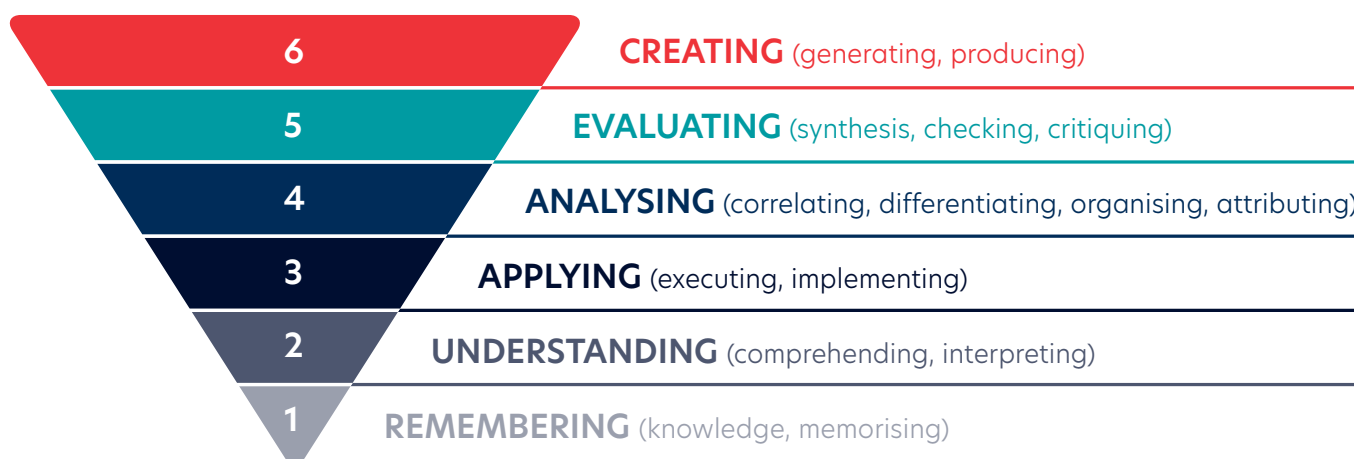 6 CREATING (generating, producing)
5 EVALUATING (synthesis, checking, critiquing)
4 ANALYSING (correlating, differentiating, organising, attributing)
3 APPLYING (executing, implementing)
2 UNDERSTANDING (comprehending, interpreting)
1 REMEMBERING (knowledge, memorising)